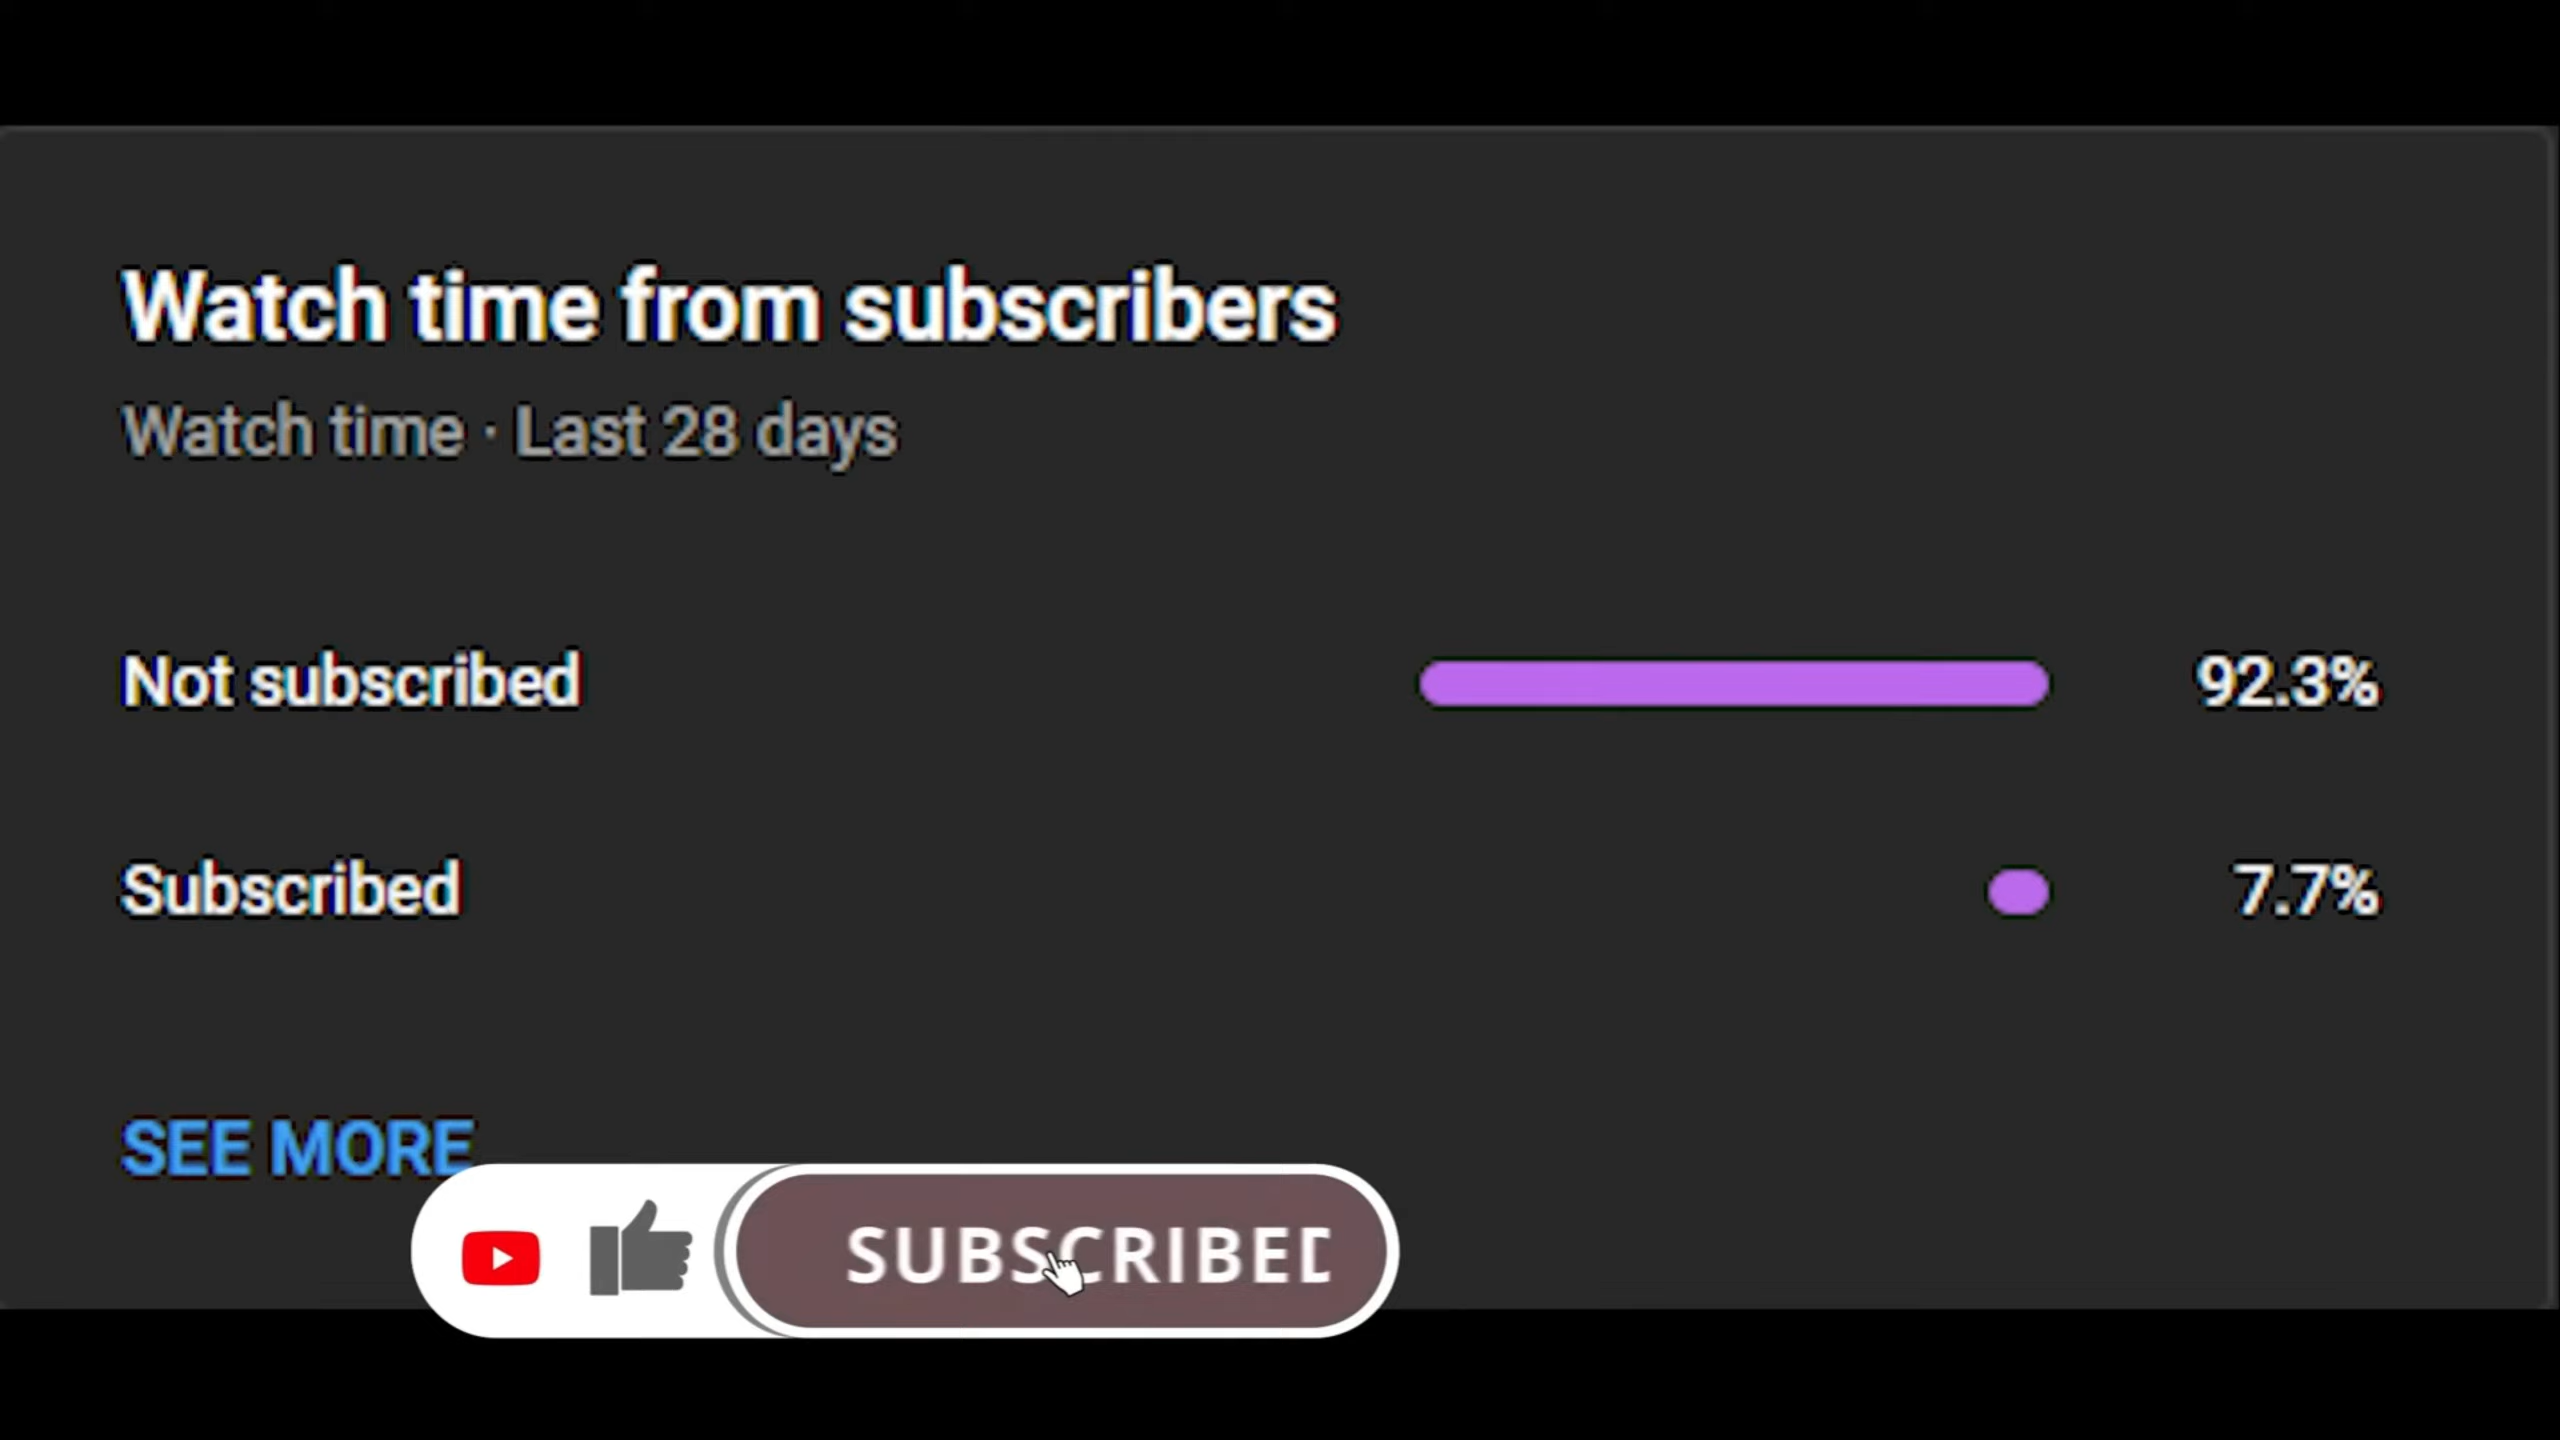 Watch time from subscribers
Watch time · Last 28 days
Not subscribed 92.3%
Subscribed 7.7%
SEE MORE
SUBSCRIBED